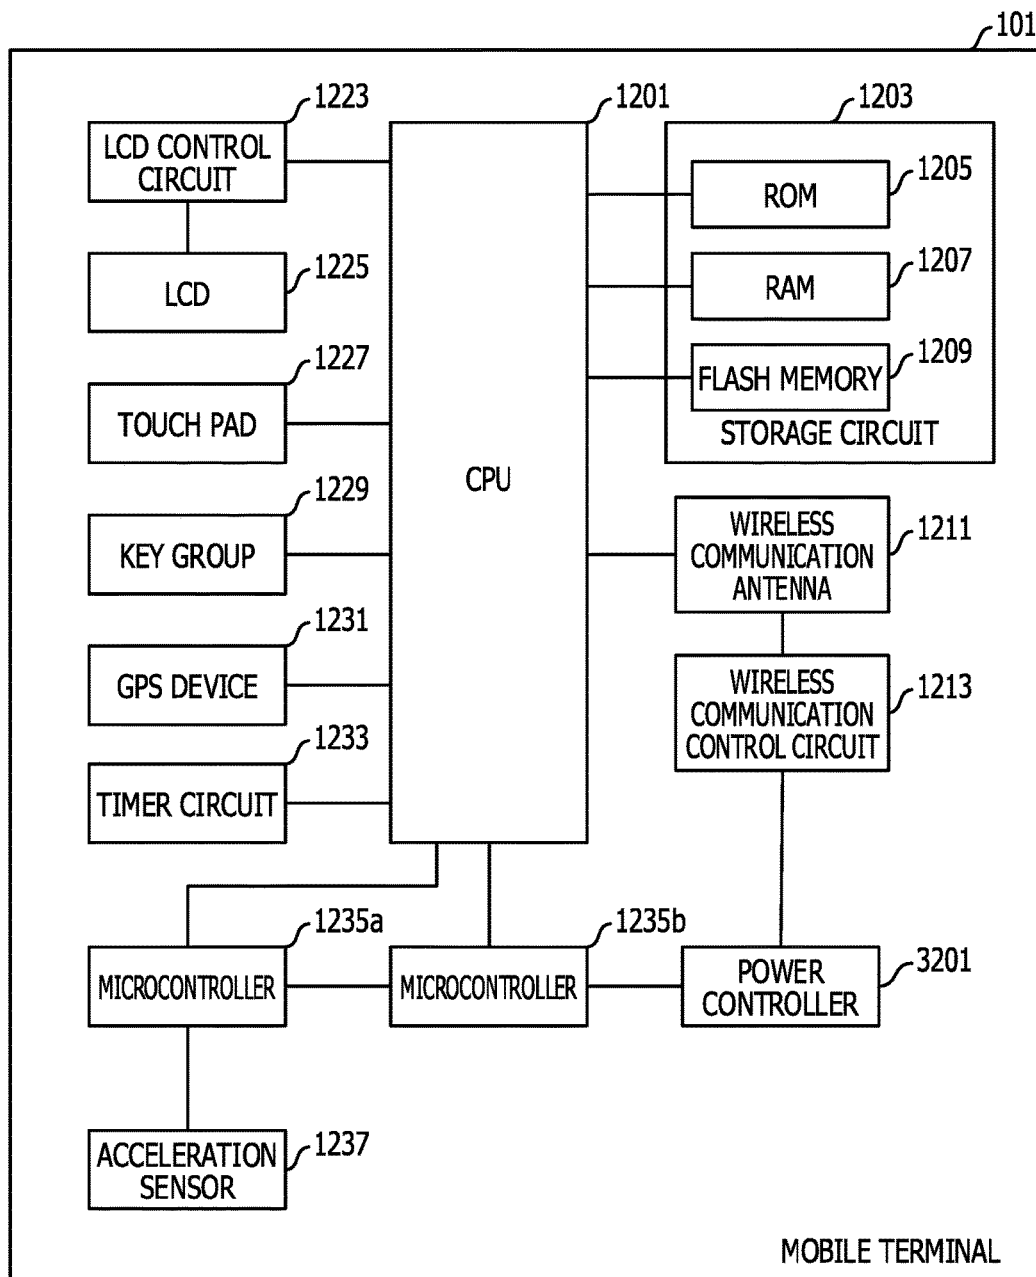 101
1223
LCD CONTROL
CIRCUIT
1225
LCD
1227
TOUCH PAD
1229
KEY GROUP
1231
GPS DEVICE
1233
TIMER CIRCUIT
1201
CPU
1203
1205
ROM
1207
RAM
1209
FLASH MEMORY
STORAGE CIRCUIT
WIRELESS
COMMUNICATION
ANTENNA
1211
WIRELESS
COMMUNICATION
CONTROL CIRCUIT
1213
1235a
MICROCONTROLLER
1235b
MICROCONTROLLER
POWER
CONTROLLER
3201
ACCELERATION
SENSOR
1237
MOBILE TERMINAL